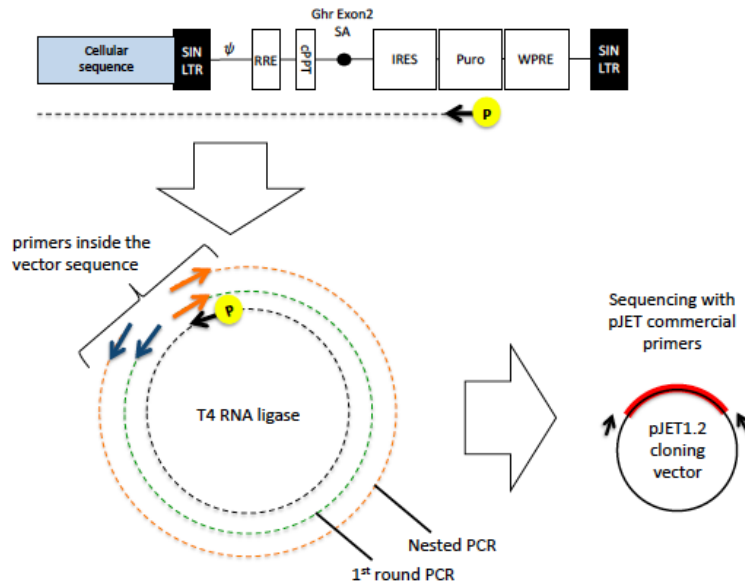 Ghr Exon2
SA
Cellular
sequence
SIN
LTR
ψ
RRE
cPPT
IRES
Puro
WPRE
SIN
LTR
P
primers inside the
vector sequence
P
T4 RNA ligase
Nested PCR
1st round PCR
Sequencing with
pJET commercial
primers
pJET1.2
cloning
vector